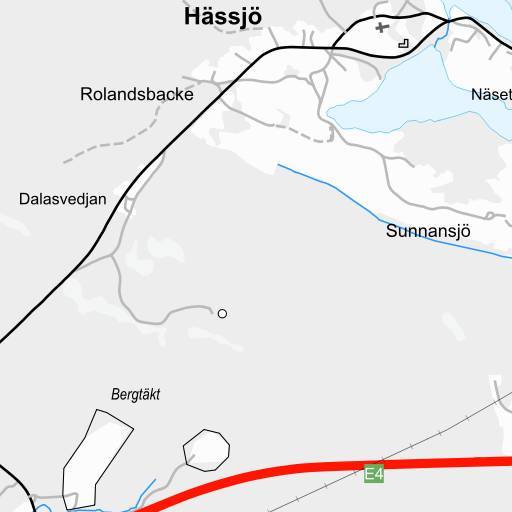 Hässjö
Rolandsbacke
Näset
Dalasvedjan
Sunnansjö
Bergtäkt
E4